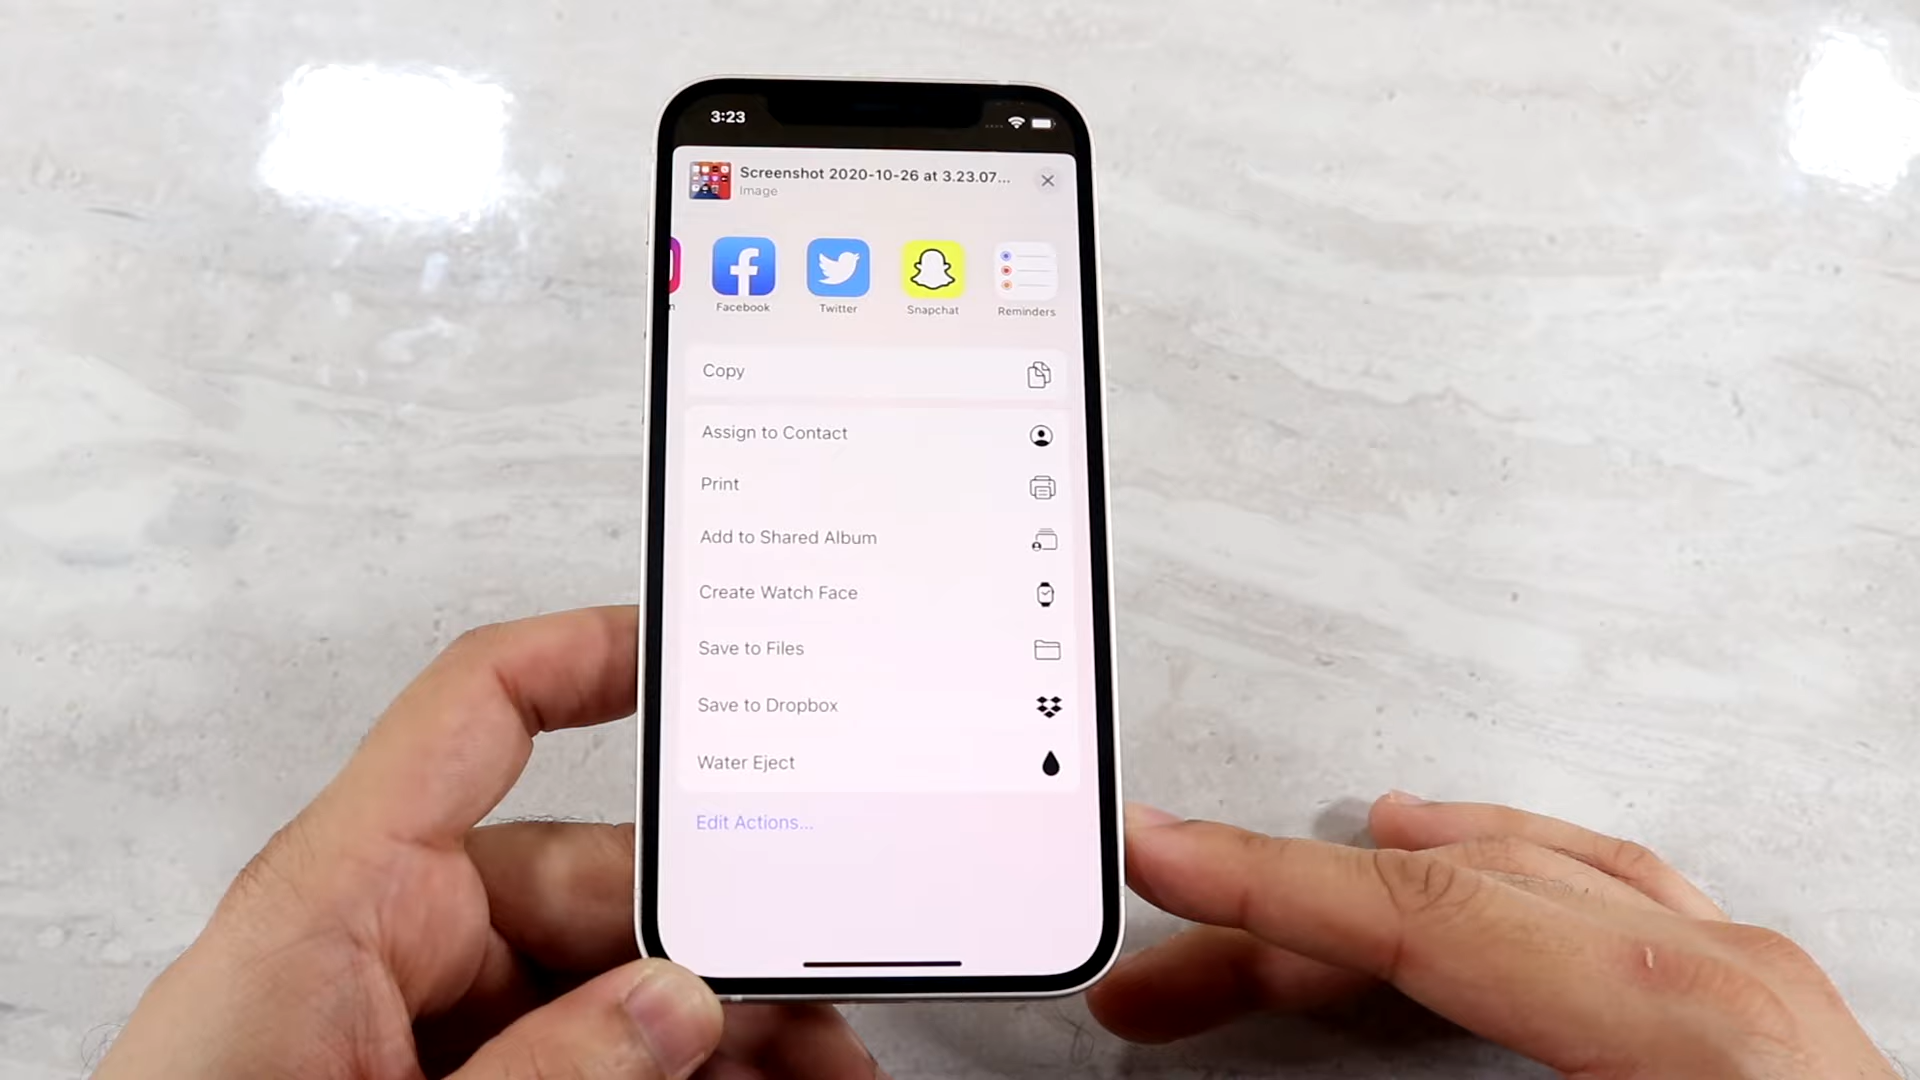 3:23
Screenshot 2020-10-26 at 3.23.07...
Image
n
Facebook
Twitter
Snapchat
Reminders
Copy
Assign to Contact
Print
Add to Shared Album
Create Watch Face
Save to Files
Save to Dropbox
Water Eject
Edit Actions...